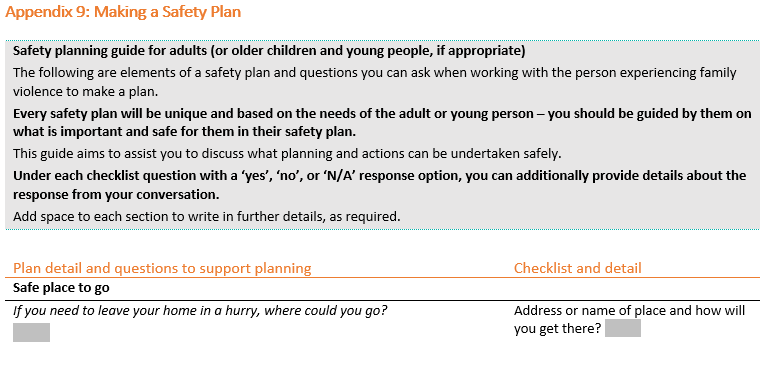 Appendix 9: Making a Safety Plan
Safety planning guide for adults (or older children and young people, if appropriate)
The following are elements of a safety plan and questions you can ask when working with the person experiencing family
violence to make a plan.
Every safety plan will be unique and based on the needs of the adult or young person – you should be guided by them on
what is important and safe for them in their safety plan.
This guide aims to assist you to discuss what planning and actions can be undertaken safely.
Under each checklist question with a ‘yes’, ‘no’, or ‘N/A’ response option, you can additionally provide details about the
response from your conversation.
Add space to each section to write in further details, as required.
Plan detail and questions to support planning
Checklist and detail
Safe place to go
If you need to leave your home in a hurry, where could you go?
Address or name of place and how will
you get there?